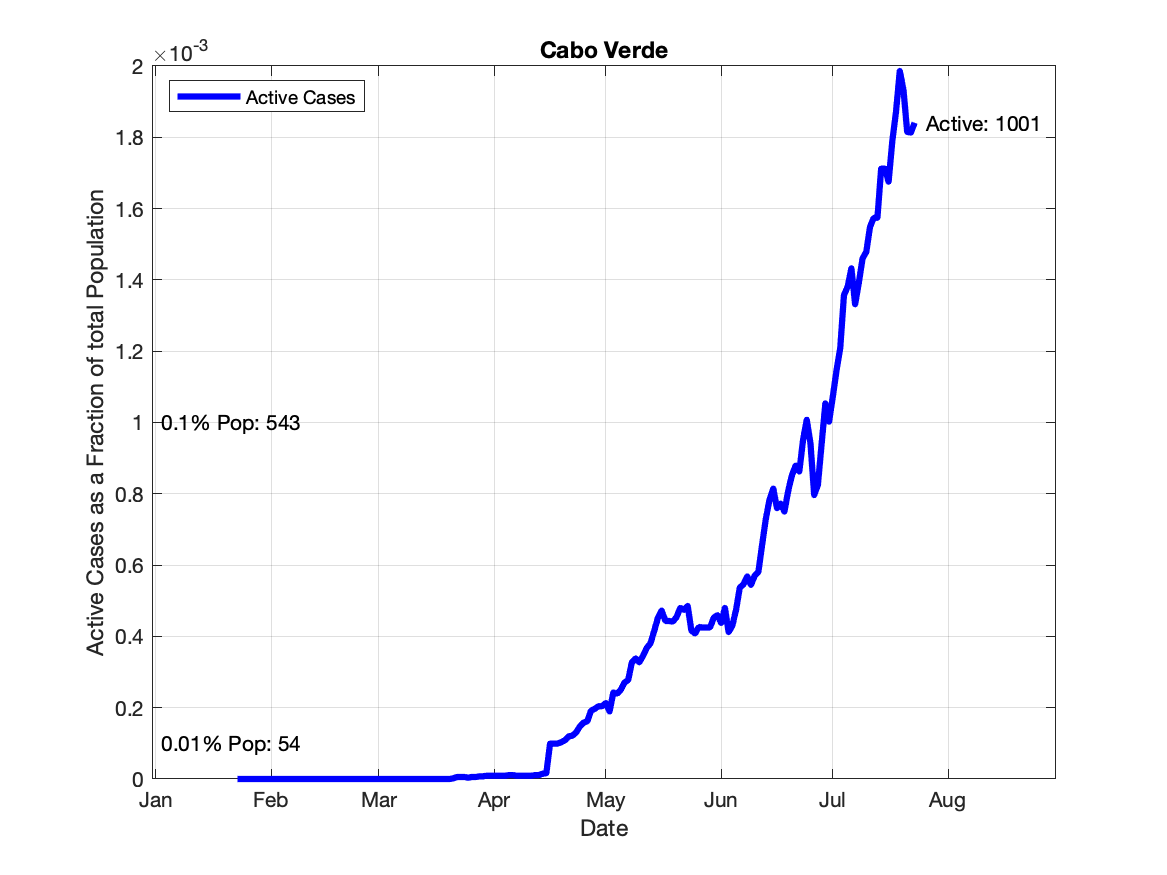 Cabo Verde
×10-3
Active Cases
2
1.8
1.6
1.4
1.2
1
0.8
0.6
0.4
0.2
0
Active: 1001
0.1% Pop: 543
0.01% Pop: 54
Active Cases as a Fraction of total Population
Jan Feb Mar Apr May Jun Jul Aug
Date